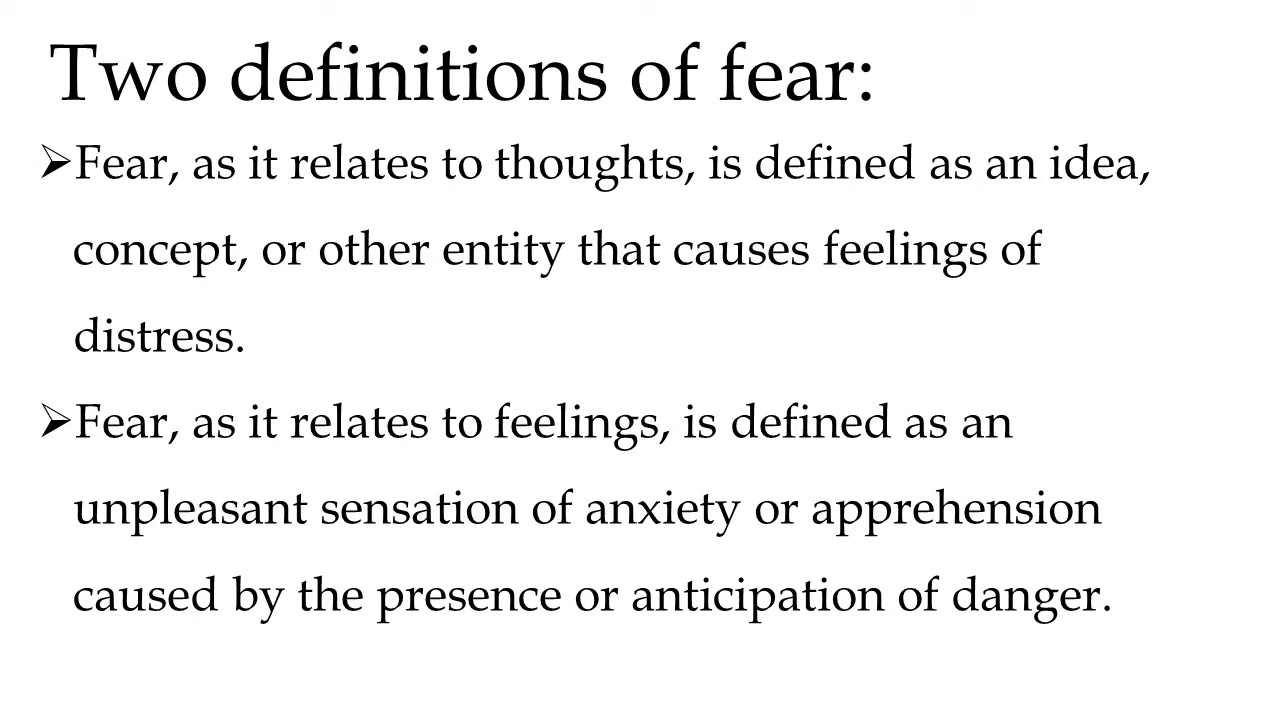 Two definitions of fear:
➢Fear, as it relates to thoughts, is defined as an idea,
concept, or other entity that causes feelings of
distress.
➢Fear, as it relates to feelings, is defined as an
unpleasant sensation of anxiety or apprehension
caused by the presence or anticipation of danger.